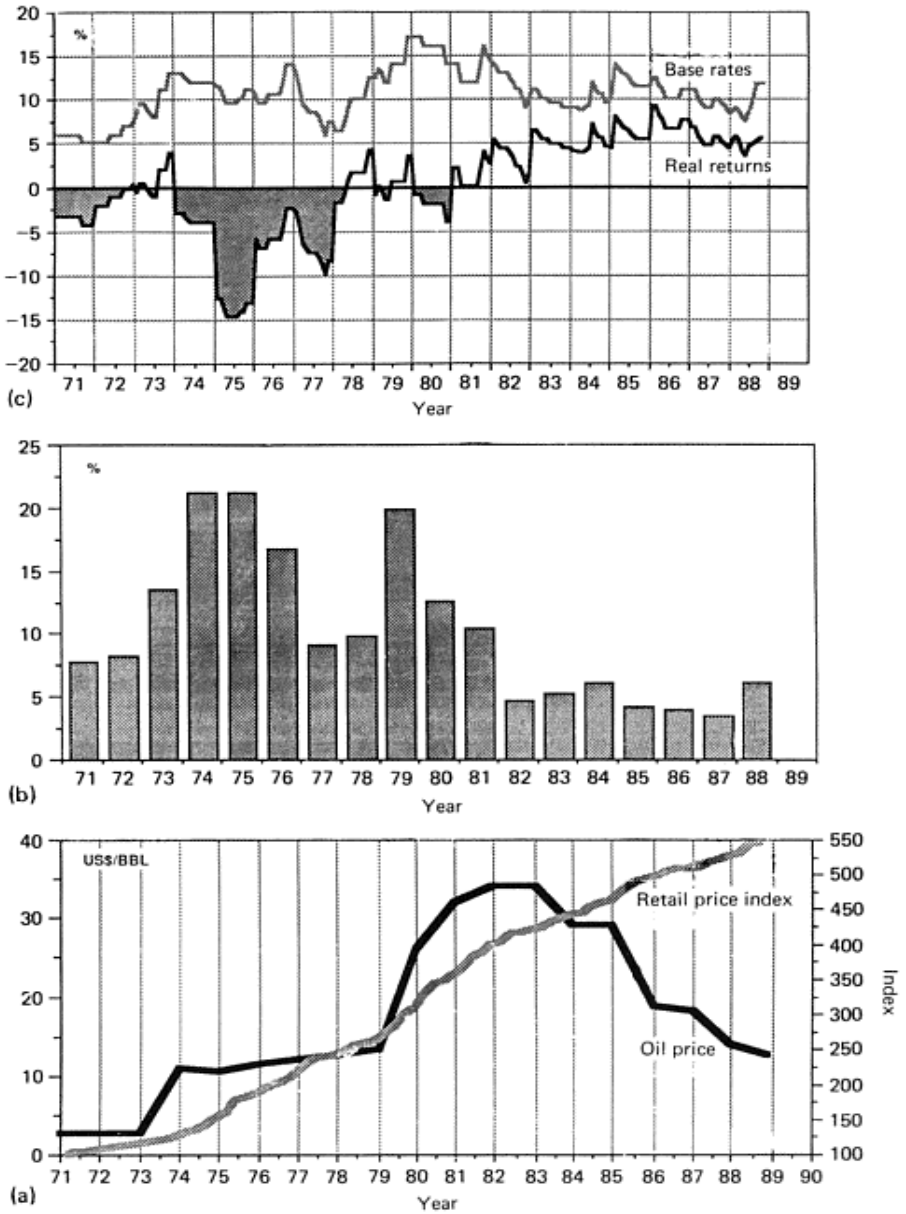 20
%
15
Base rates
10
5
Real returns
0
−5
−10
−15
−20
71 72 73 74 75 76 77 78 79 80 81 82 83 84 85 86 87 88 89
(c)
Year
25
%
20
15
10
5
0
71 72 73 74 75 76 77 78 79 80 81 82 83 84 85 86 87 88 89
(b)
Year
40 550
US$/BBL
500
Retail price index
30 450
400
350
20 Index
300
Oil price
250
10
200
150
0 100
71 72 73 74 75 76 77 78 79 80 81 82 83 84 85 86 87 88 89 90
(a)
Year